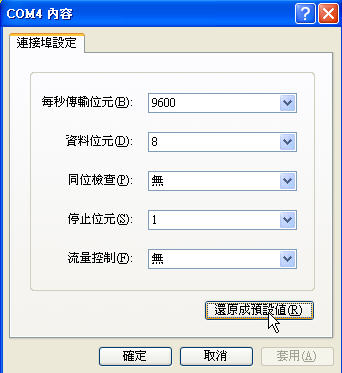 COM4 內容
連接埠設定
每秒傳輸位元(B): 9600
資料位元(D): 8
同位檢查(P): 無
停止位元(S): 1
流量控制(F): 無
還原成預設值(R)
確定 取消 套用(A)